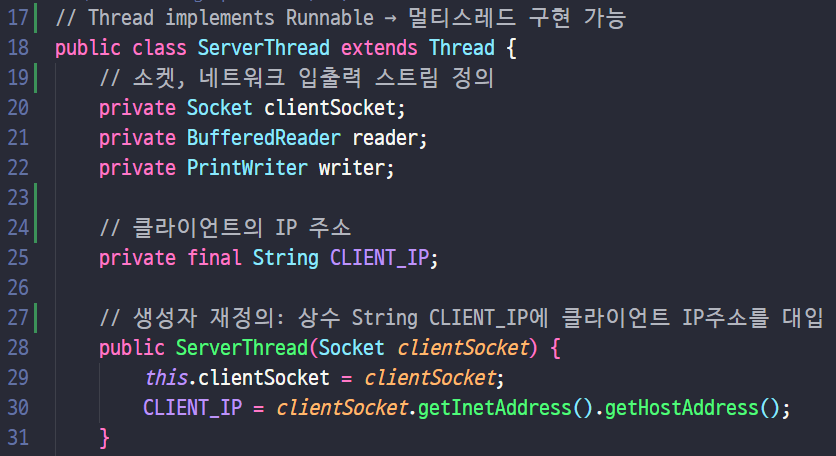 17 // Thread implements Runnable → 멀티스레드 구현 가능
18 public class ServerThread extends Thread {
19     // 소켓, 네트워크 입출력 스트림 정의
20     private Socket clientSocket;
21     private BufferedReader reader;
22     private PrintWriter writer;
23
24     // 클라이언트의 IP 주소
25     private final String CLIENT_IP;
26
27     // 생성자 재정의: 상수 String CLIENT_IP에 클라이언트 IP주소를 대입
28     public ServerThread(Socket clientSocket) {
29         this.clientSocket = clientSocket;
30         CLIENT_IP = clientSocket.getInetAddress().getHostAddress();
31     }